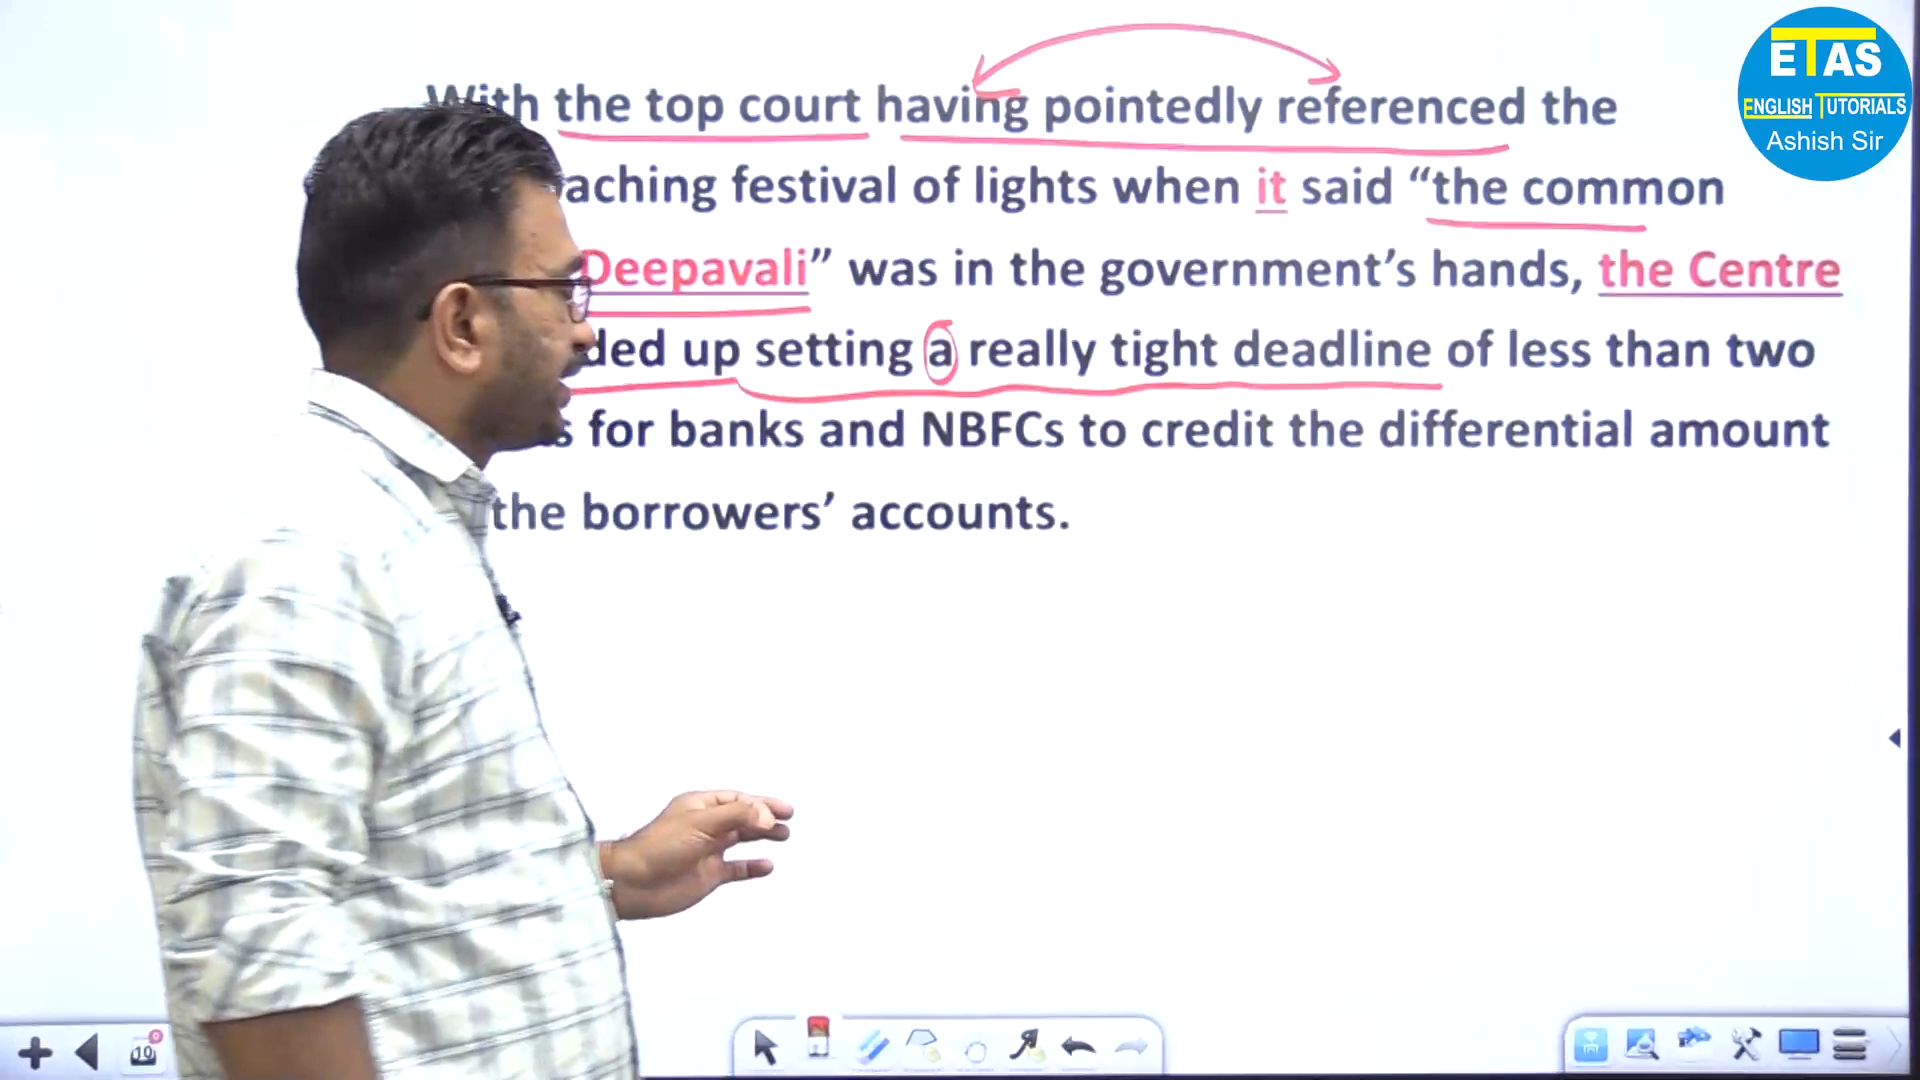 With the top court having pointedly referenced the
aching festival of lights when it said “the common
Deepavali” was in the government’s hands, the Centre
ded up setting a really tight deadline of less than two
s for banks and NBFCs to credit the differential amount
the borrowers’ accounts.
ETAS
ENGLISH TUTORIALS
Ashish Sir
10
0